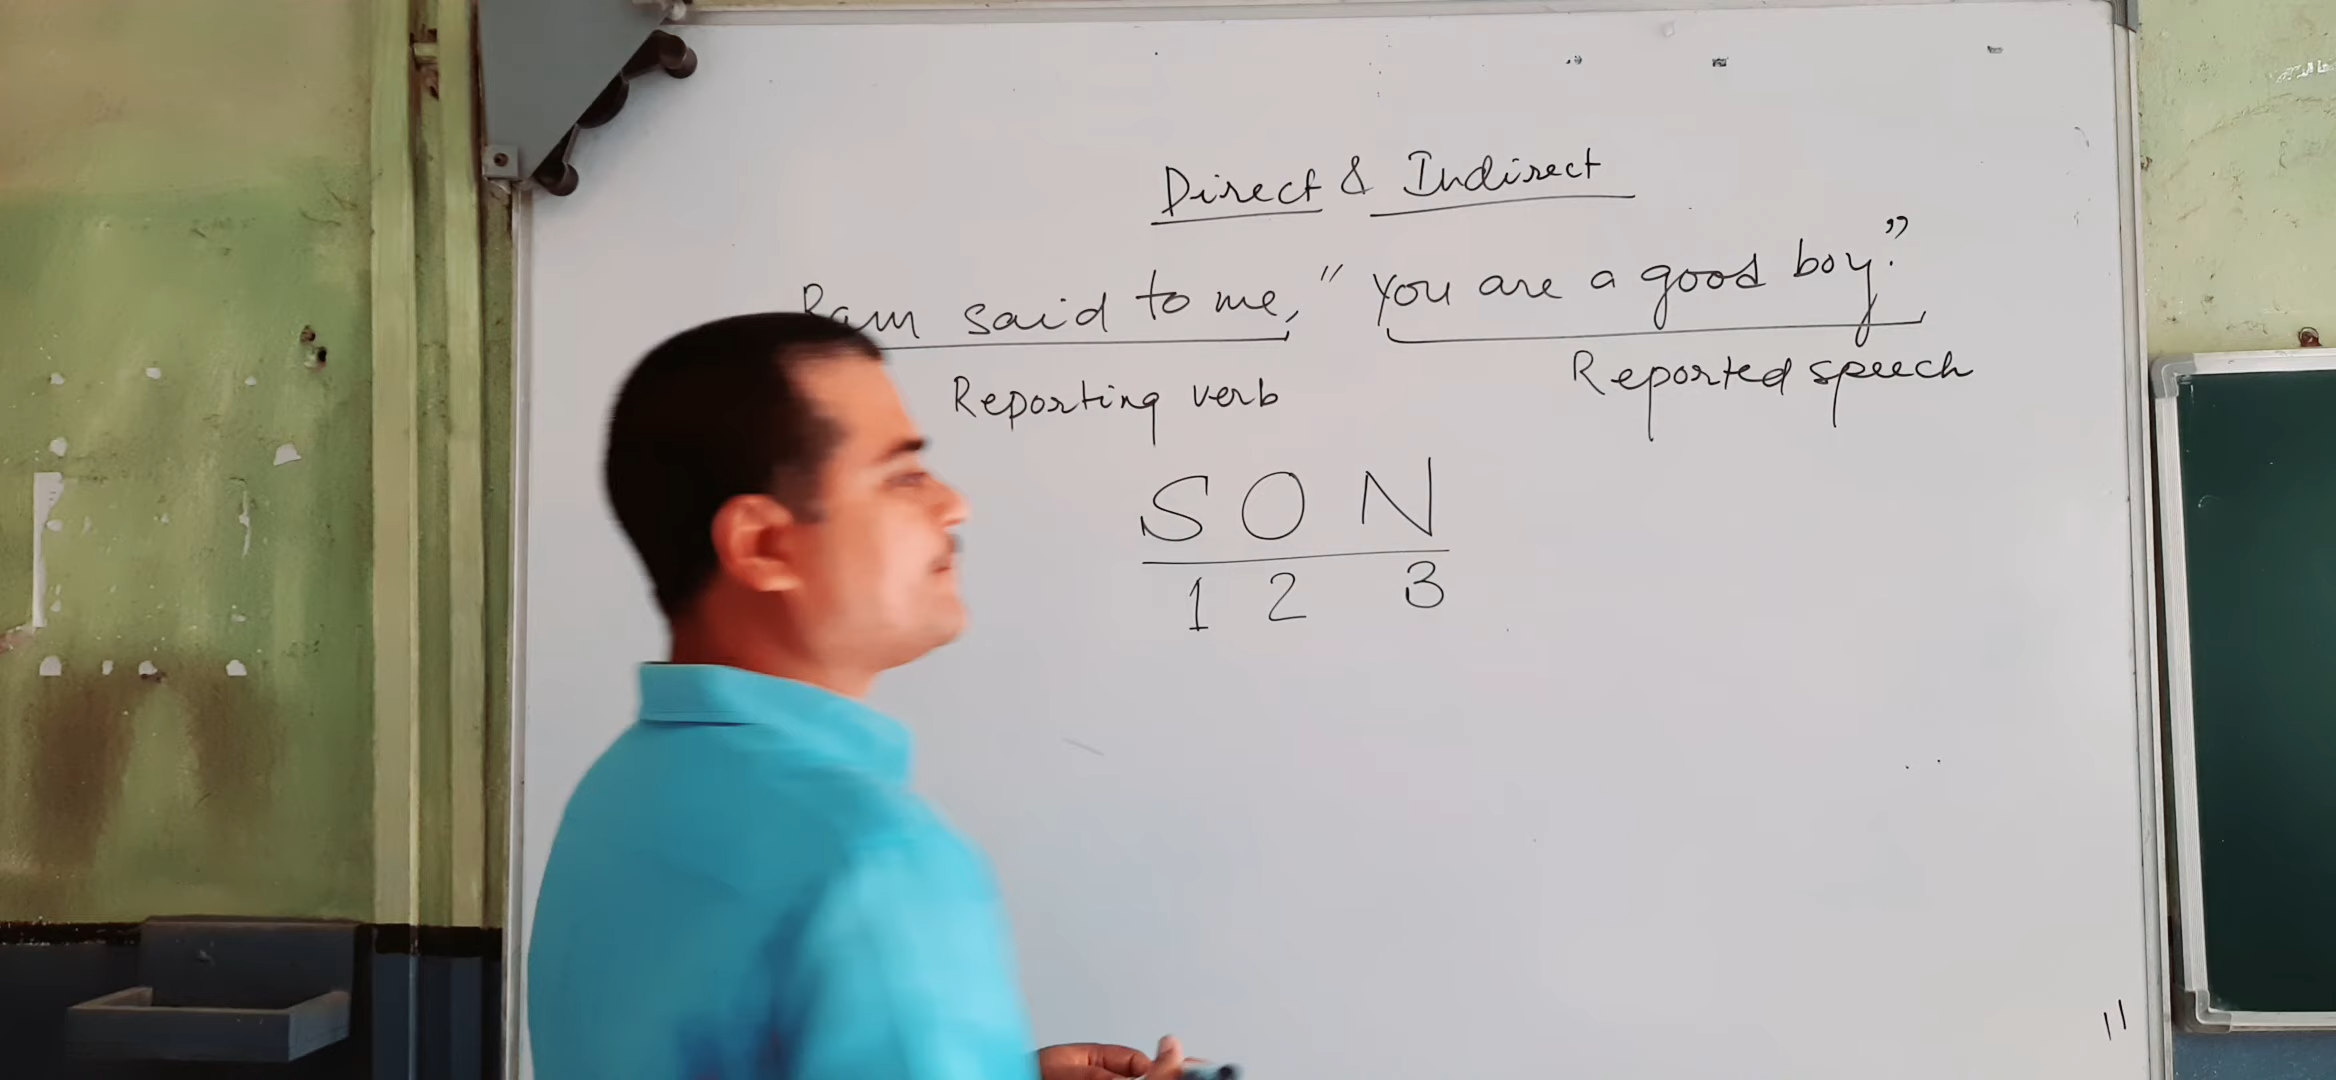 Direct & Indirect
Ram said to me, "You are a good boy."
Reporting verb Reported speech
S O N
1 2 3